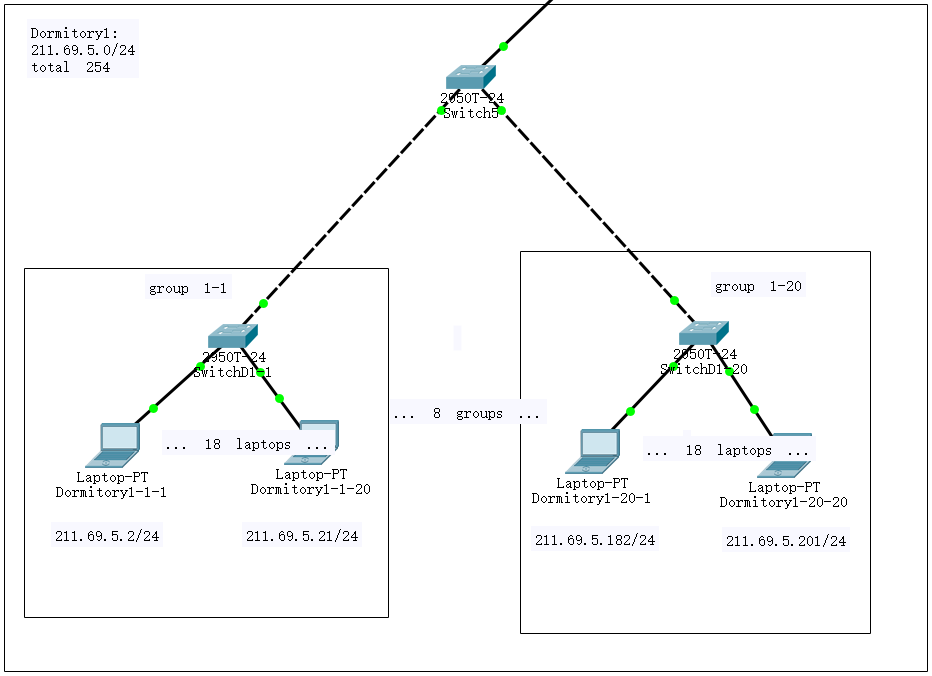 Dormitory1:
211.69.5.0/24
total 254
2950T-24
Switch5
group 1-1
group 1-20
2950T-24
SwitchD1-1
2950T-24
SwitchD1-20
... 8 groups ...
... 18 laptops ...
... 18 laptops ...
Laptop-PT
Dormitory1-1-1
Laptop-PT
Dormitory1-1-20
Laptop-PT
Dormitory1-20-1
Laptop-PT
Dormitory1-20-20
211.69.5.2/24
211.69.5.21/24
211.69.5.182/24
211.69.5.201/24